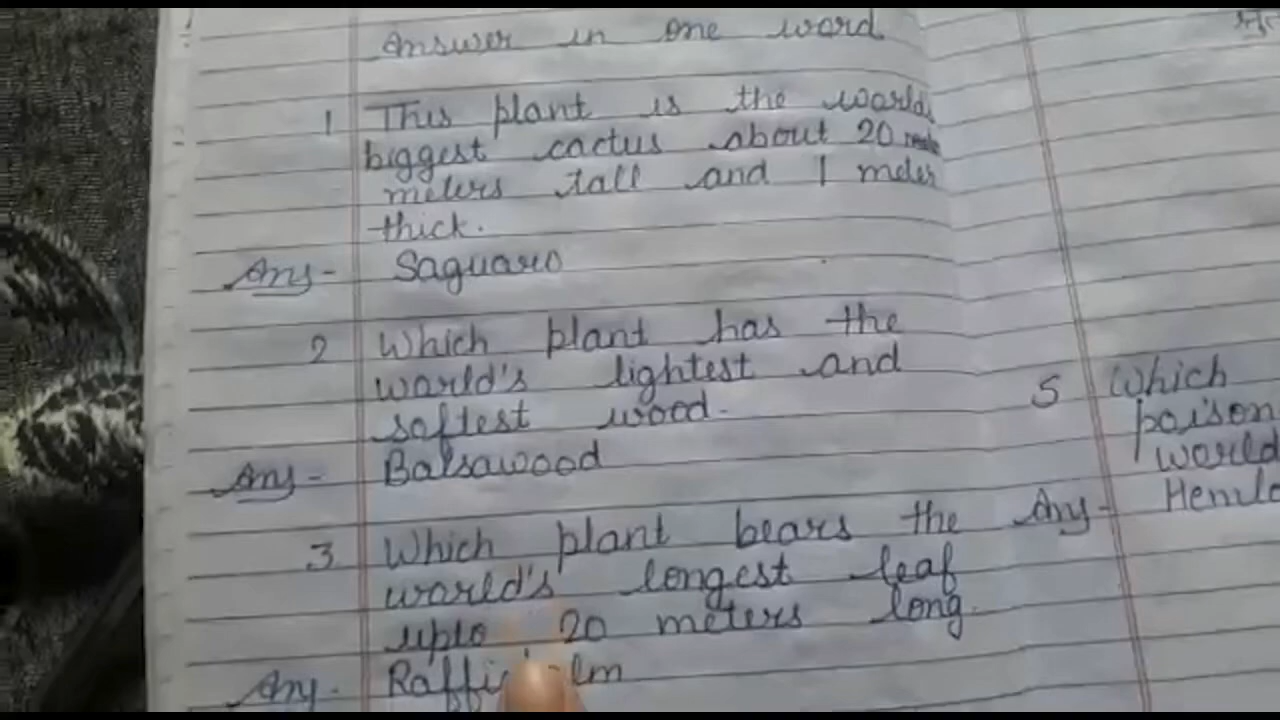 Answer in one word
1 This plant is the worlds
biggest cactus about 20
meters tall and 1 meter
thick.
Ans- Saguaro
2 Which plant has the
world's lightest and
softest wood.
Ans- Balsawood
3. Which plant bears the
world's longest leaf
upto 20 meters long.
Ans-
5 Which
poison
world
Ans-